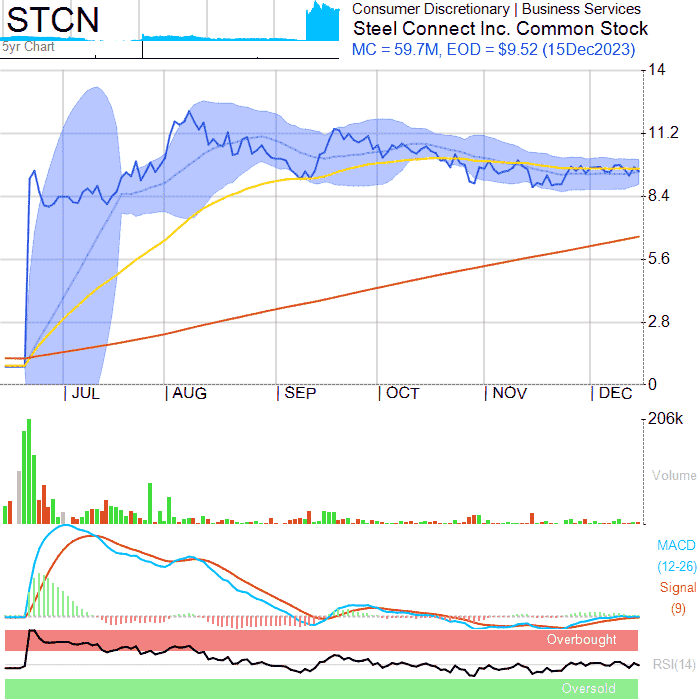 STCN
5yr Chart
Consumer Discretionary | Business Services
Steel Connect Inc. Common Stock
MC = 59.7M, EOD = $9.52 (15Dec2023)
14
11.2
8.4
5.6
2.8
0
| JUL | AUG | SEP | OCT | NOV | DEC
206k
Volume
MACD
(12-26)
Signal
(9)
Overbought
RSI(14)
Oversold